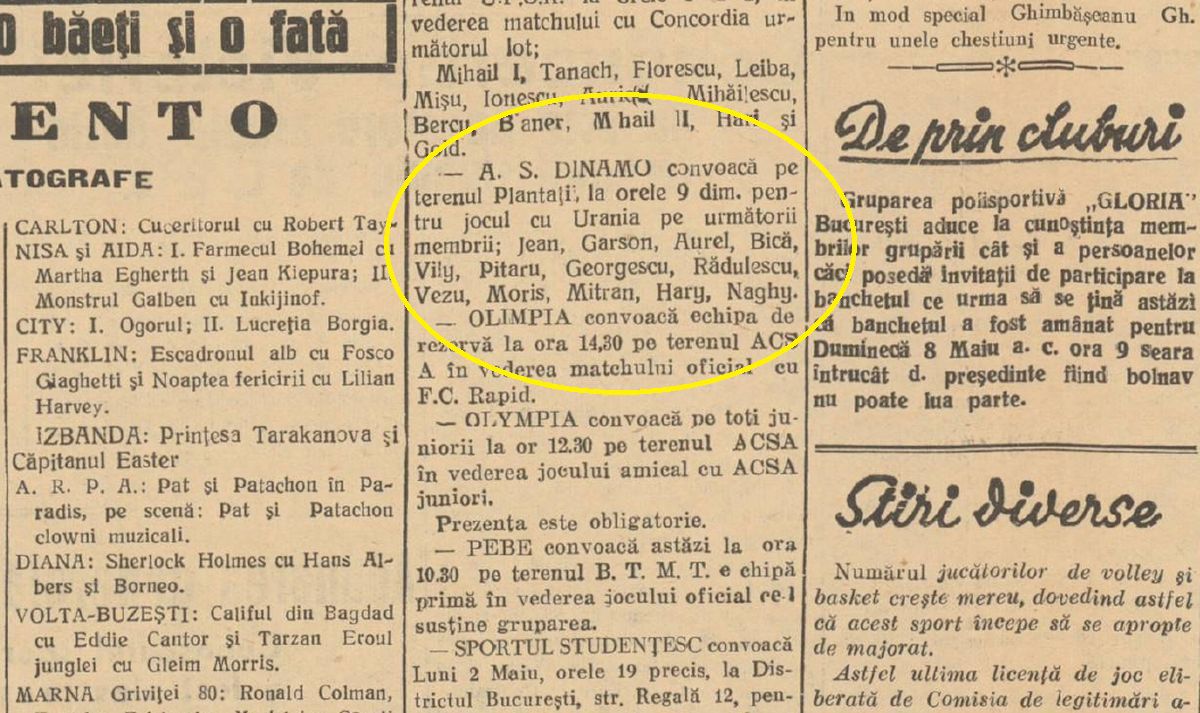 O băeți și o fată
ENTO
TOGRAFE
CARLTON: Cuceritorul cu Robert Tay-
NISA și AIDA: I. Farmecul Bohemei cu
Martha Egherth și Jean Kiepura; II.
Monstrul Galben cu Inkijinof.
CITY: I. Ogorul; II. Lucreția Borgia.
FRANKLIN: Escadronul alb cu Fosco
Giaghetti și Noaptea fericirii cu Lilian
Harvey.
IZBANDA: Prințesa Tarakanova și
Căpitanul Easter
A. R. P. A.: Pat și Patachon în Pa-
radis, pe scenă: Pat și Patachon
clowni muzicali.
DIANA: Sherlock Holmes cu Hans Al-
bers și Borneo.
VOLTA-BUZEȘTI: Califul din Bagdad
cu Eddie Cantor și Tarzan Eroul
junglei cu Gleim Morris.
MARNA Griviței 80: Ronald Colman,
vederea matchului cu Concordia ur-
mătorul lot;
Mihail I, Tanach, Florescu, Leiba,
Mișu, Ionescu, Mihăilescu,
Bercu, B aner, M hail II, Hari și
Gold.
— A. S. DINAMO convoacă pe
terenul Plantații, la orele 9 dim. pen-
tru jocul cu Urania pe următorii
membrii; Jean, Garson, Aurel, Bică,
Vily, Pitaru, Georgescu, Rădulescu,
Vezu, Moris, Mitran, Hary, Naghy.
— OLIMPIA convoacă echipa de
rezervă la ora 14,30 pe terenul ACS
A în vederea matchului oficial cu
F.C. Rapid.
— OLYMPIA convoacă pe toti ju-
niorii la or 12.30 pe terenul ACSA
în vederea jocului amical cu ACSA
juniori.
Prezența este obligatorie.
— PEBE convoacă astăzi la ora
10.30 pe terenul B. T. M. T. e chipă
primă în vederea jocului oficial ce-l
susține gruparea.
— SPORTUL STUDENȚESC convoacă
Luni 2 Maiu, orele 19 precis, la Dis-
trictul București, str. Regală 12, pen-
In mod special Ghimbășeanu Gh.
pentru unele chestiuni urgente.
De prin cluburi
Gruparea polisportivă „GLORIA"
București aduce la cunoștința mem-
brilor grupării cât și a persoanelor
căci posedă invitații de participare la
banchetul ce urma să se țină astăzi
că banchetul a fost amânat pentru
Duminecă 8 Maiu a. c. ora 9 seara
întrucât d. președinte fiind bolnav
nu poate lua parte.
Stiri diverse
Numărul jucătorilor de volley și
basket crește mereu, dovedind astfel
că acest sport începe să se apropte
de majorat.
Astfel ultima licență de joc eli-
berată de Comisia de legitimări a-